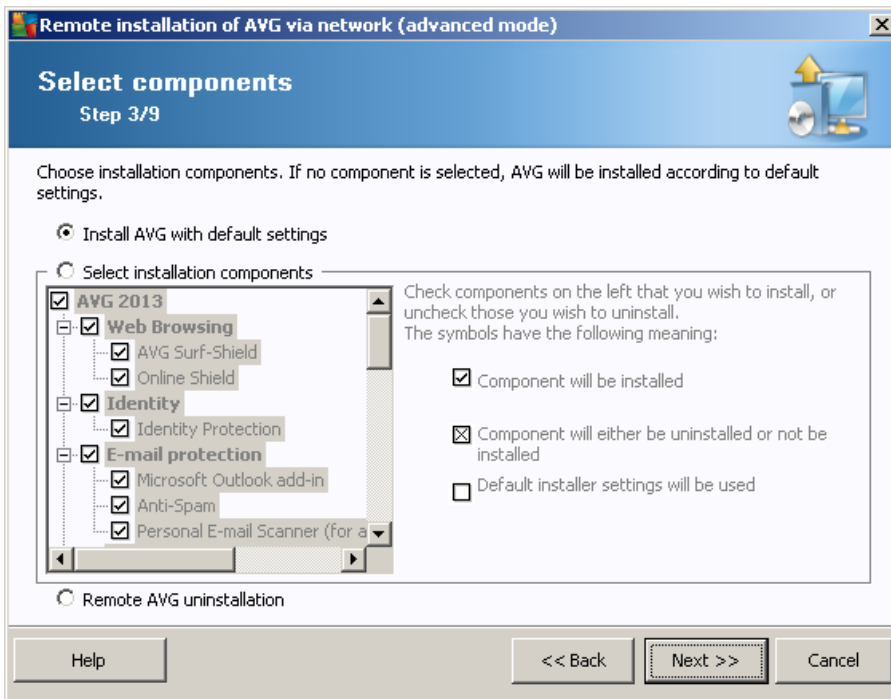 Remote installation of AVG via network (advanced mode)
Select components
Step 3/9
Choose installation components. If no component is selected, AVG will be installed according to default
settings.
Install AVG with default settings
Select installation components
AVG 2013
Web Browsing
AVG Surf-Shield
Online Shield
Identity
Identity Protection
E-mail protection
Microsoft Outlook add-in
Anti-Spam
Personal E-mail Scanner (for a
Check components on the left that you wish to install, or
uncheck those you wish to uninstall.
The symbols have the following meaning:
Component will be installed
Component will either be uninstalled or not be
installed
Default installer settings will be used
Remote AVG uninstallation
Help
<< Back
Next >>
Cancel